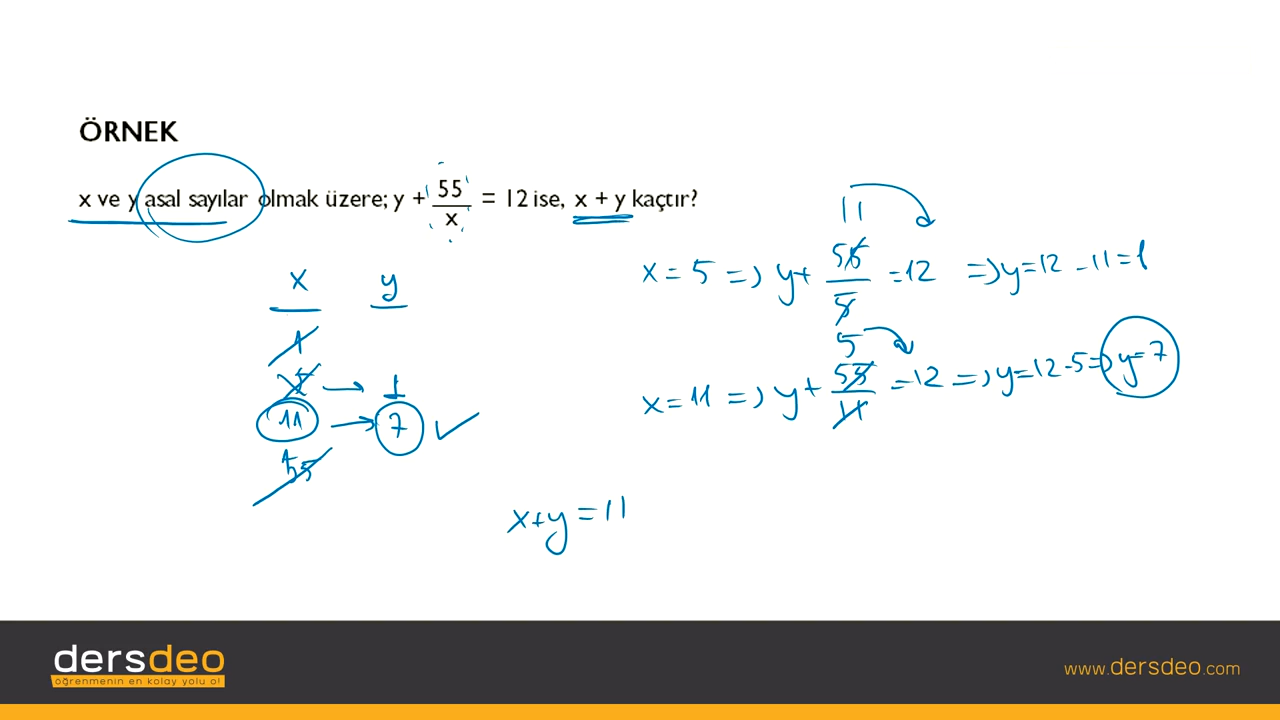 ÖRNEK
x ve y asal sayılar olmak üzere; y + 55/x = 12 ise, x + y kaçtır?
x y
1
5 → 1
11 → 7 ✓
55
11
x = 5 => y + 55/5 = 12 => y = 12 - 11 = 1
5
x = 11 => y + 55/11 = 12 => y = 12 - 5 => y = 7
x + y = 11
dersdeo
öğrenmenin en kolay yolu o!
www.dersdeo.com